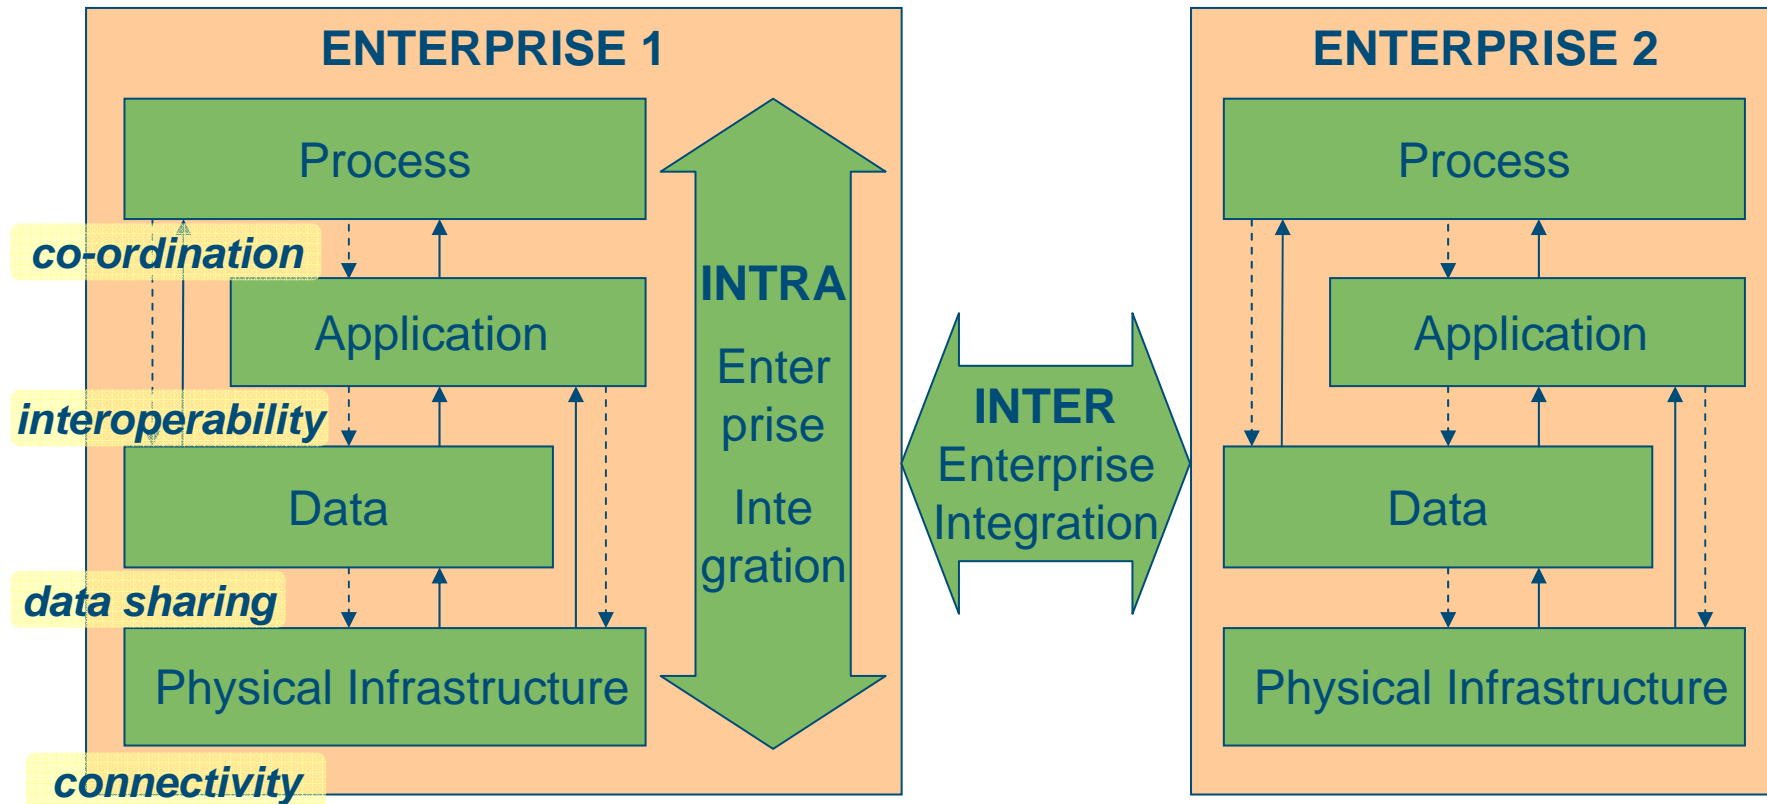 ENTERPRISE 1
Process
co-ordination
Application
interoperability
Data
data sharing
Physical Infrastructure
connectivity
INTRA
Enter
prise
Inte
gration
INTER
Enterprise
Integration
ENTERPRISE 2
Process
Application
Data
Physical Infrastructure